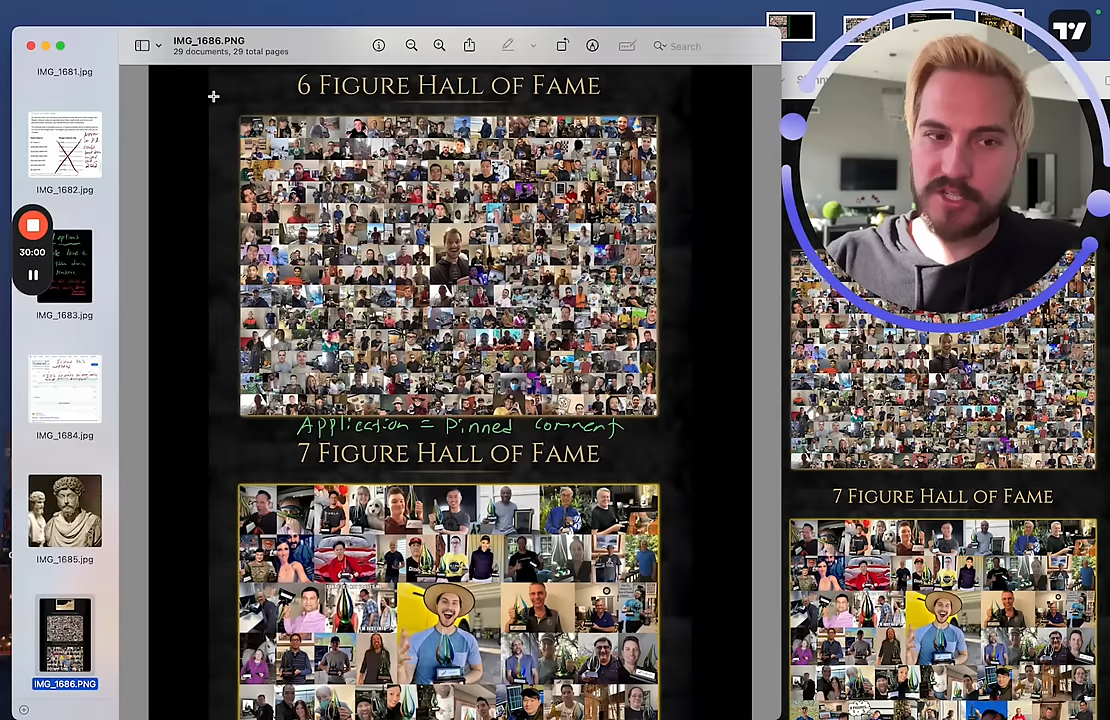 IMG_1686.PNG
29 documents, 29 total pages
Search
IMG_1681.jpg
IMG_1682.jpg
30:00
IMG_1683.jpg
IMG_1684.jpg
IMG_1685.jpg
IMG_1686.PNG
6 FIGURE HALL OF FAME
Application = Pinned comment
7 FIGURE HALL OF FAME
7 FIGURE HALL OF FAME